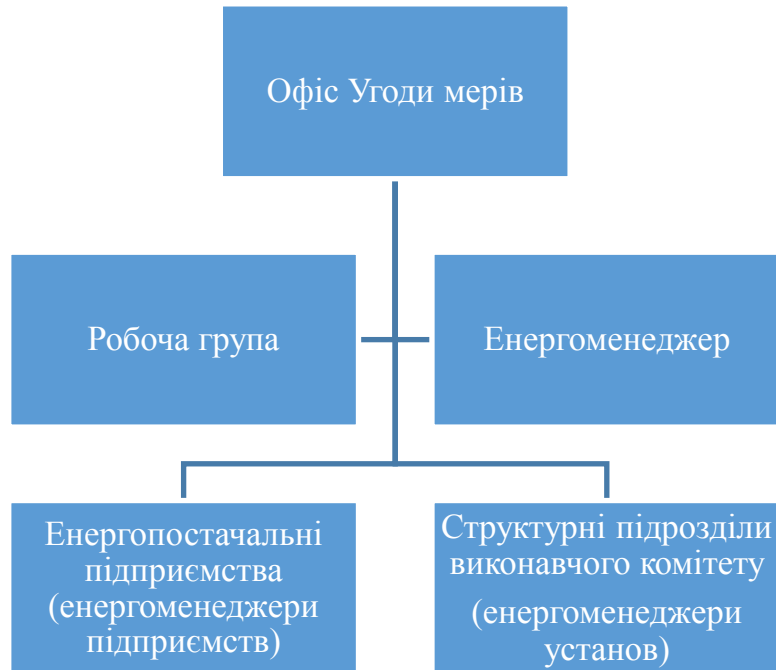 Офіс Угоди мерів
Робоча група
Енергоменеджер
Енергопостачальні
підприємства
(енергоменеджери
підприємств)
Структурні підрозділи
виконавчого комітету
(енергоменеджери
установ)